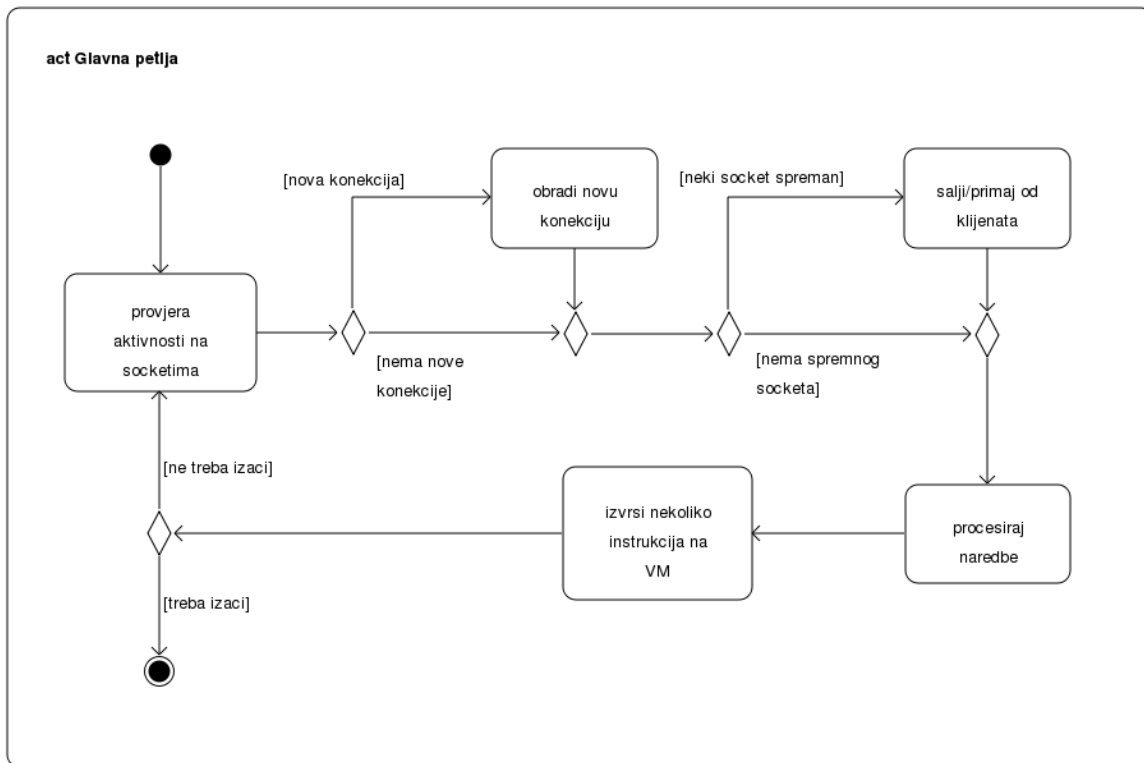 act Glavna petlja
[nova konekcija]
obradi novu
konekciju
[neki socket spreman]
salji/primaj od
klijenata
provjera
aktivnosti na
socketima
[nema nove
konekcije]
[nema spremnog
socketa]
[ne treba izaci]
izvrsi nekoliko
instrukcija na
VM
procesiraj
naredbe
[treba izaci]